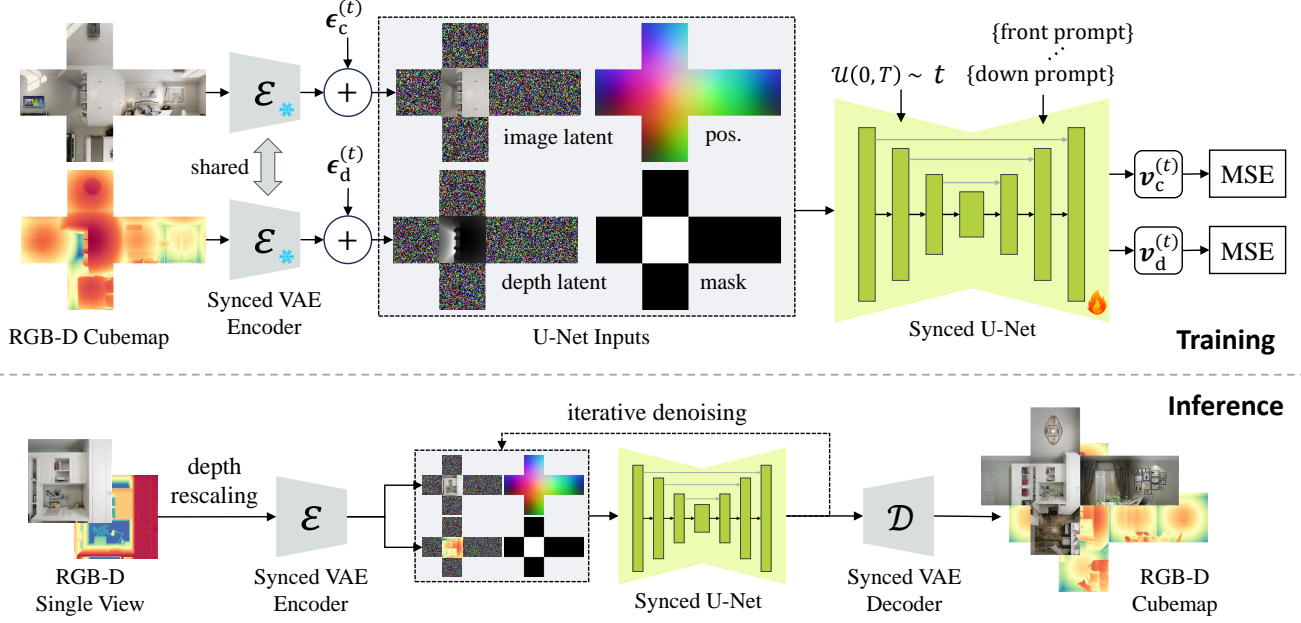 ϵ_c^(t)
{front prompt}
𝒰(0, T) ~ t
{down prompt}
ℰ
+
image latent
pos.
shared
ϵ_d^(t)
v_c^(t)
MSE
ℰ
+
v_d^(t)
MSE
depth latent
mask
Synced VAE
Encoder
RGB-D Cubemap
U-Net Inputs
Synced U-Net
Training
Inference
iterative denoising
depth
rescaling
ℰ
𝒟
RGB-D
Single View
Synced VAE
Encoder
Synced U-Net
Synced VAE
Decoder
RGB-D
Cubemap